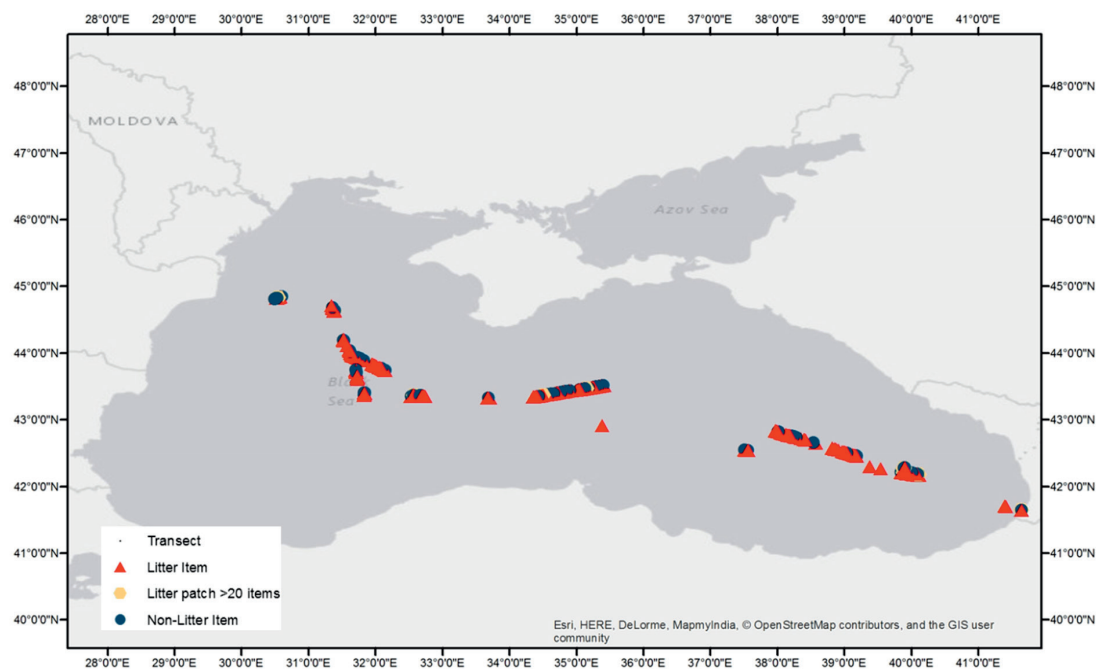 28°0'0"E 29°0'0"E 30°0'0"E 31°0'0"E 32°0'0"E 33°0'0"E 34°0'0"E 35°0'0"E 36°0'0"E 37°0'0"E 38°0'0"E 39°0'0"E 40°0'0"E 41°0'0"E
48°0'0"N 48°0'0"N
MOLDOVA
47°0'0"N 47°0'0"N
46°0'0"N Azov Sea 46°0'0"N
45°0'0"N 45°0'0"N
44°0'0"N 44°0'0"N
Black
Sea
43°0'0"N 43°0'0"N
42°0'0"N 42°0'0"N
Transect
41°0'0"N 41°0'0"N
Litter Item
Litter patch >20 items
Non-Litter Item
40°0'0"N 40°0'0"N
Esri, HERE, DeLorme, MapmyIndia, © OpenStreetMap contributors, and the GIS user
community
28°0'0"E 29°0'0"E 30°0'0"E 31°0'0"E 32°0'0"E 33°0'0"E 34°0'0"E 35°0'0"E 36°0'0"E 37°0'0"E 38°0'0"E 39°0'0"E 40°0'0"E 41°0'0"E